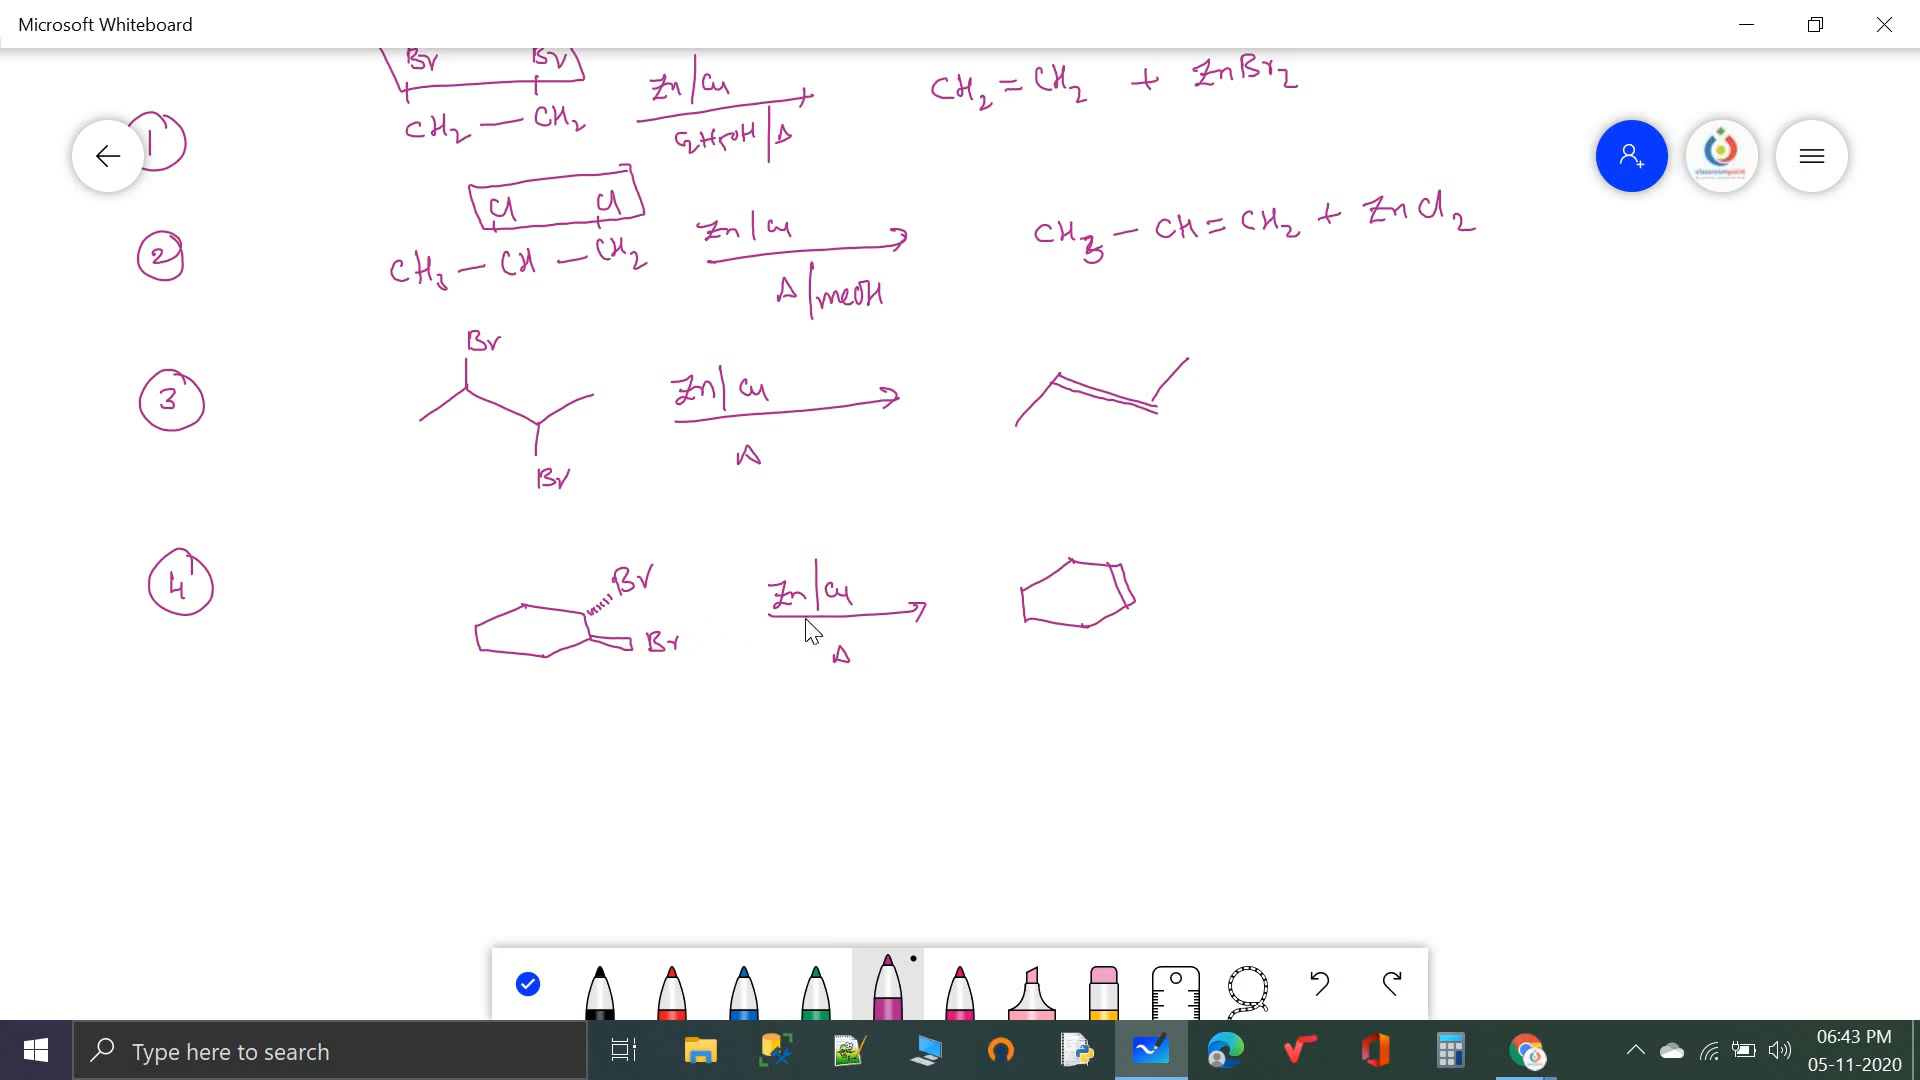 Microsoft Whiteboard
Br Br
① CH₂ — CH₂ Zn | Cu C₂H₅OH | Δ CH₂ = CH₂ + ZnBr₂
Cl Cl
② CH₃ — CH — CH₂ Zn | Cu Δ | meOH CH₃ — CH = CH₂ + ZnCl₂
Br
③ Zn | Cu
Δ
Br
④ Br Zn | Cu
Br Δ
Type here to search
06:43 PM
05-11-2020